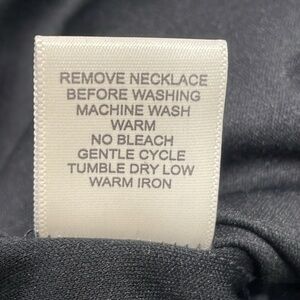 REMOVE NECKLACE
BEFORE WASHING
MACHINE WASH
WARM
NO BLEACH
GENTLE CYCLE
TUMBLE DRY LOW
WARM IRON